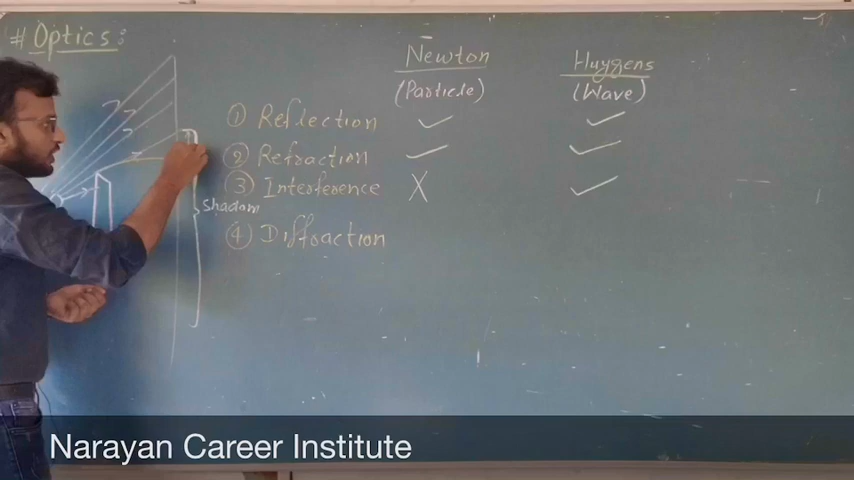 # Optics:
Newton Huygens
(Particle) (Wave)
① Reflection ✓ ✓
② Refraction ✓ ✓
③ Interference X ✓
Shadow
④ Diffraction
Narayan Career Institute